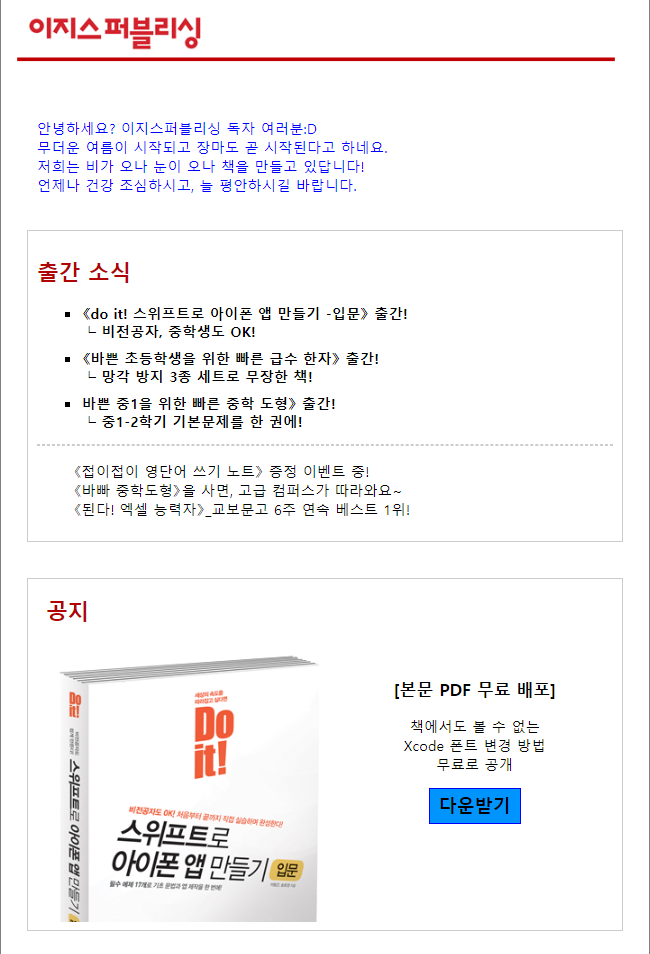 이지스퍼블리싱
안녕하세요? 이지스퍼블리싱 독자 여러분:D
무더운 여름이 시작되고 장마도 곧 시작된다고 하네요.
저희는 비가 오나 눈이 오나 책을 만들고 있답니다!
언제나 건강 조심하시고, 늘 평안하시길 바랍니다.
출간 소식
▪ 《do it! 스위프트로 아이폰 앱 만들기 -입문》 출간!
┗ 비전공자, 중학생도 OK!
▪ 《바쁜 초등학생을 위한 빠른 급수 한자》 출간!
┗ 망각 방지 3종 세트로 무장한 책!
▪ 바쁜 중1을 위한 빠른 중학 도형》 출간!
┗ 중1-2학기 기본문제를 한 권에!
《접이접이 영단어 쓰기 노트》 증정 이벤트 중!
《바빠 중학도형》을 사면, 고급 컴퍼스가 따라와요~
《된다! 엑셀 능력자》_교보문고 6주 연속 베스트 1위!
공지
세상의 속도를
따라잡고 싶다면
Do
it!
비전공자도 OK! 처음부터 끝까지 직접 실습하며 완성한다!
스위프트로
아이폰 앱 만들기 입문
필수 예제 17개로 기초 문법과 앱 제작을 한 번에!
Do it!
스위프트로 아이폰 앱 만들기
[본문 PDF 무료 배포]
책에서도 볼 수 없는
Xcode 폰트 변경 방법
무료로 공개
다운받기